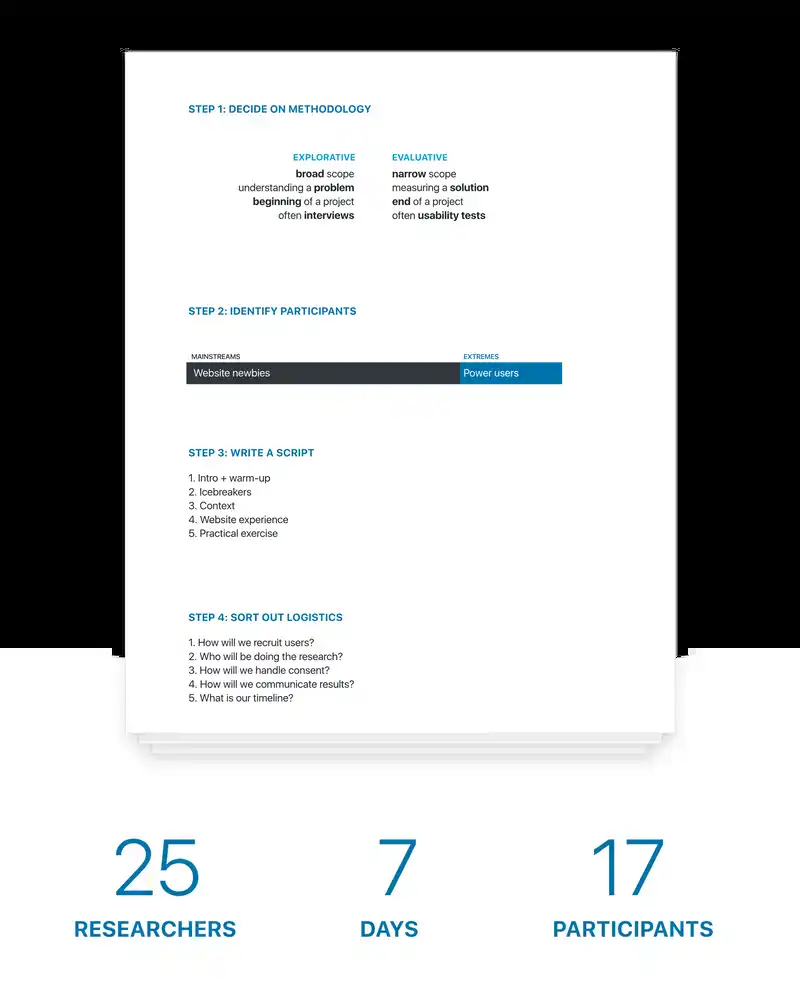 STEP 1: DECIDE ON METHODOLOGY
EXPLORATIVE
broad scope
understanding a problem
beginning of a project
often interviews
EVALUATIVE
narrow scope
measuring a solution
end of a project
often usability tests
STEP 2: IDENTIFY PARTICIPANTS
MAINSTREAMS
EXTREMES
Website newbies
Power users
STEP 3: WRITE A SCRIPT
1. Intro + warm-up
2. Icebreakers
3. Context
4. Website experience
5. Practical exercise
STEP 4: SORT OUT LOGISTICS
1. How will we recruit users?
2. Who will be doing the research?
3. How will we handle consent?
4. How will we communicate results?
5. What is our timeline?
25
RESEARCHERS
7
DAYS
17
PARTICIPANTS